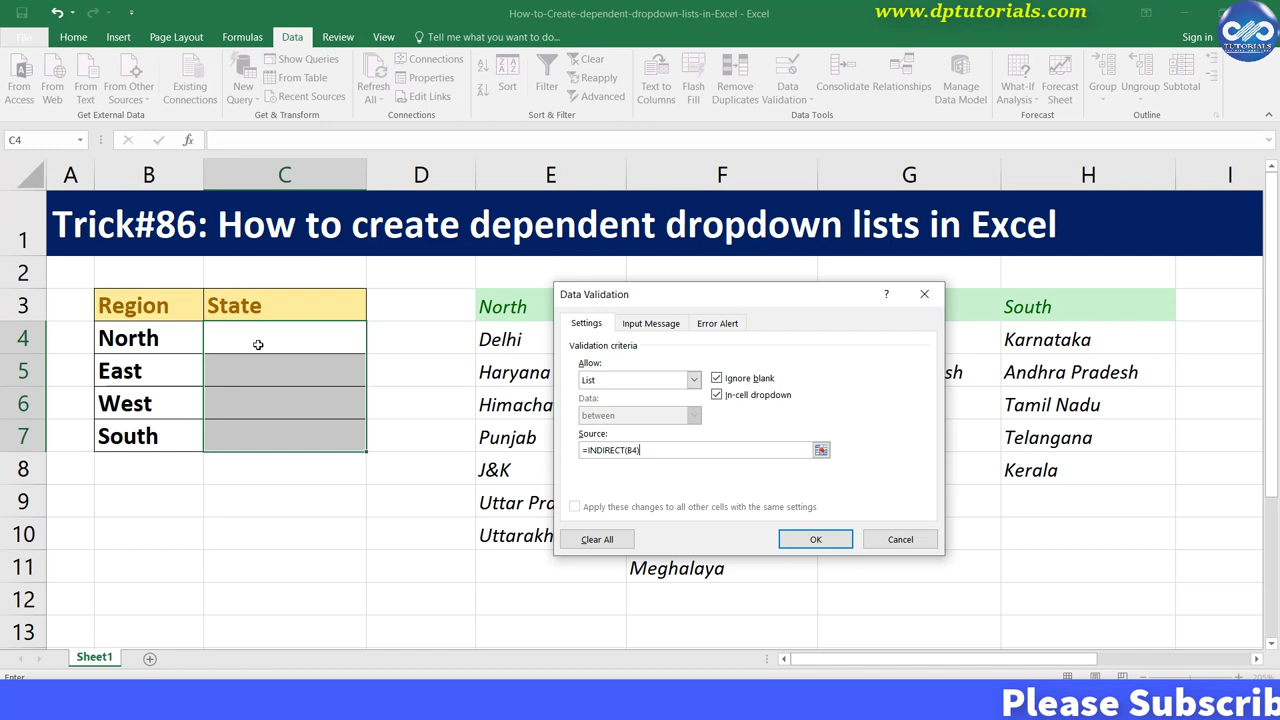 How-to-Create-dependent-dropdown-lists-in-Excel - Excel
www.dptutorials.com
TUTORIALS
File Home Insert Page Layout Formulas Data Review View Tell me what you want to do...
Sign in
From Access
From Web
From Text
From Other Sources
Existing Connections
Get External Data
New Query
Show Queries
From Table
Recent Sources
Get & Transform
Refresh All
Connections
Properties
Edit Links
Connections
Sort
Filter
Clear
Reapply
Advanced
Sort & Filter
Text to Columns
Flash Fill
Remove Duplicates
Data Validation
Consolidate
Relationships
Manage Data Model
Data Tools
What-If Analysis
Forecast Sheet
Forecast
Group
Ungroup
Subtotal
Outline
C4
fx
A B C D E F G H I
1 Trick#86: How to create dependent dropdown lists in Excel
2
3 Region State North South
4 North Delhi Karnataka
5 East Haryana sh Andhra Pradesh
6 West Himacha Tamil Nadu
7 South Punjab Telangana
8 J&K Kerala
9 Uttar Pra
10 Uttarakh
11 Meghalaya
12
13
Data Validation ?
Settings Input Message Error Alert
Validation criteria
Allow:
List
Ignore blank
In-cell dropdown
Data:
between
Source:
=INDIRECT(B4)
Apply these changes to all other cells with the same settings
Clear All OK Cancel
Sheet1
Enter
205%
Please Subscrib